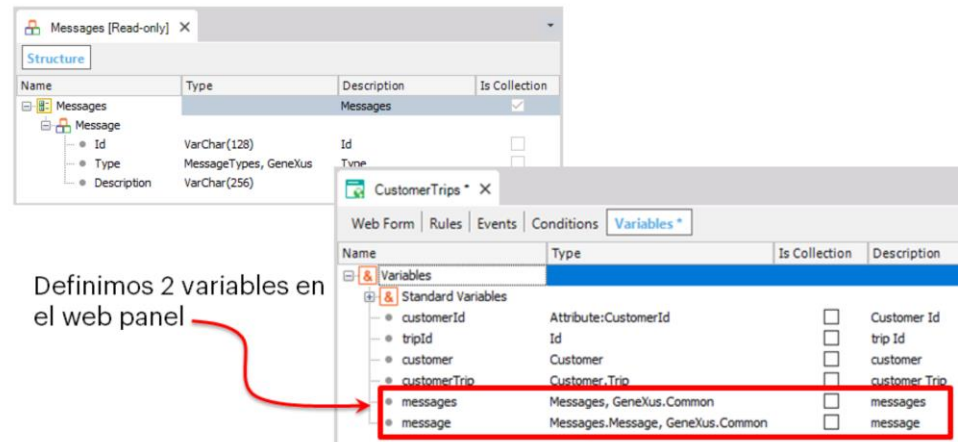 Messages [Read-only] X
Structure
Name Type Description Is Collection
Messages Messages
Message
Id VarChar(128) Id
Type MessageTypes, GeneXus Type
Description VarChar(256)
CustomerTrips * X
Web Form Rules Events Conditions Variables *
Name Type Is Collection Description
& Variables
& Standard Variables
customerId Attribute:CustomerId Customer Id
tripId Id trip Id
customer Customer customer
customerTrip Customer.Trip customer Trip
messages Messages, GeneXus.Common messages
message Messages.Message, GeneXus.Common message
Definimos 2 variables en
el web panel